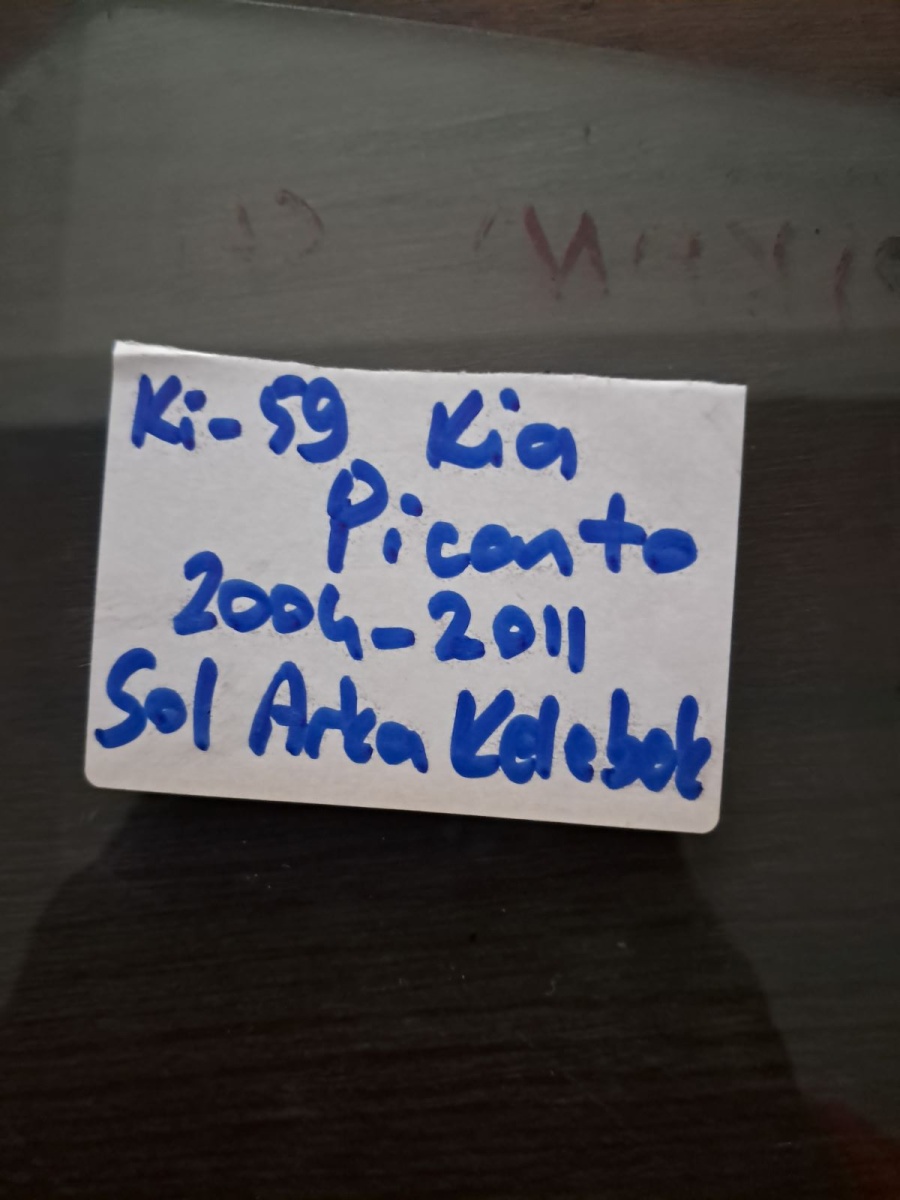 Ki-59 Kia
Picanto
2004-2011
Sol Arka Kelebek